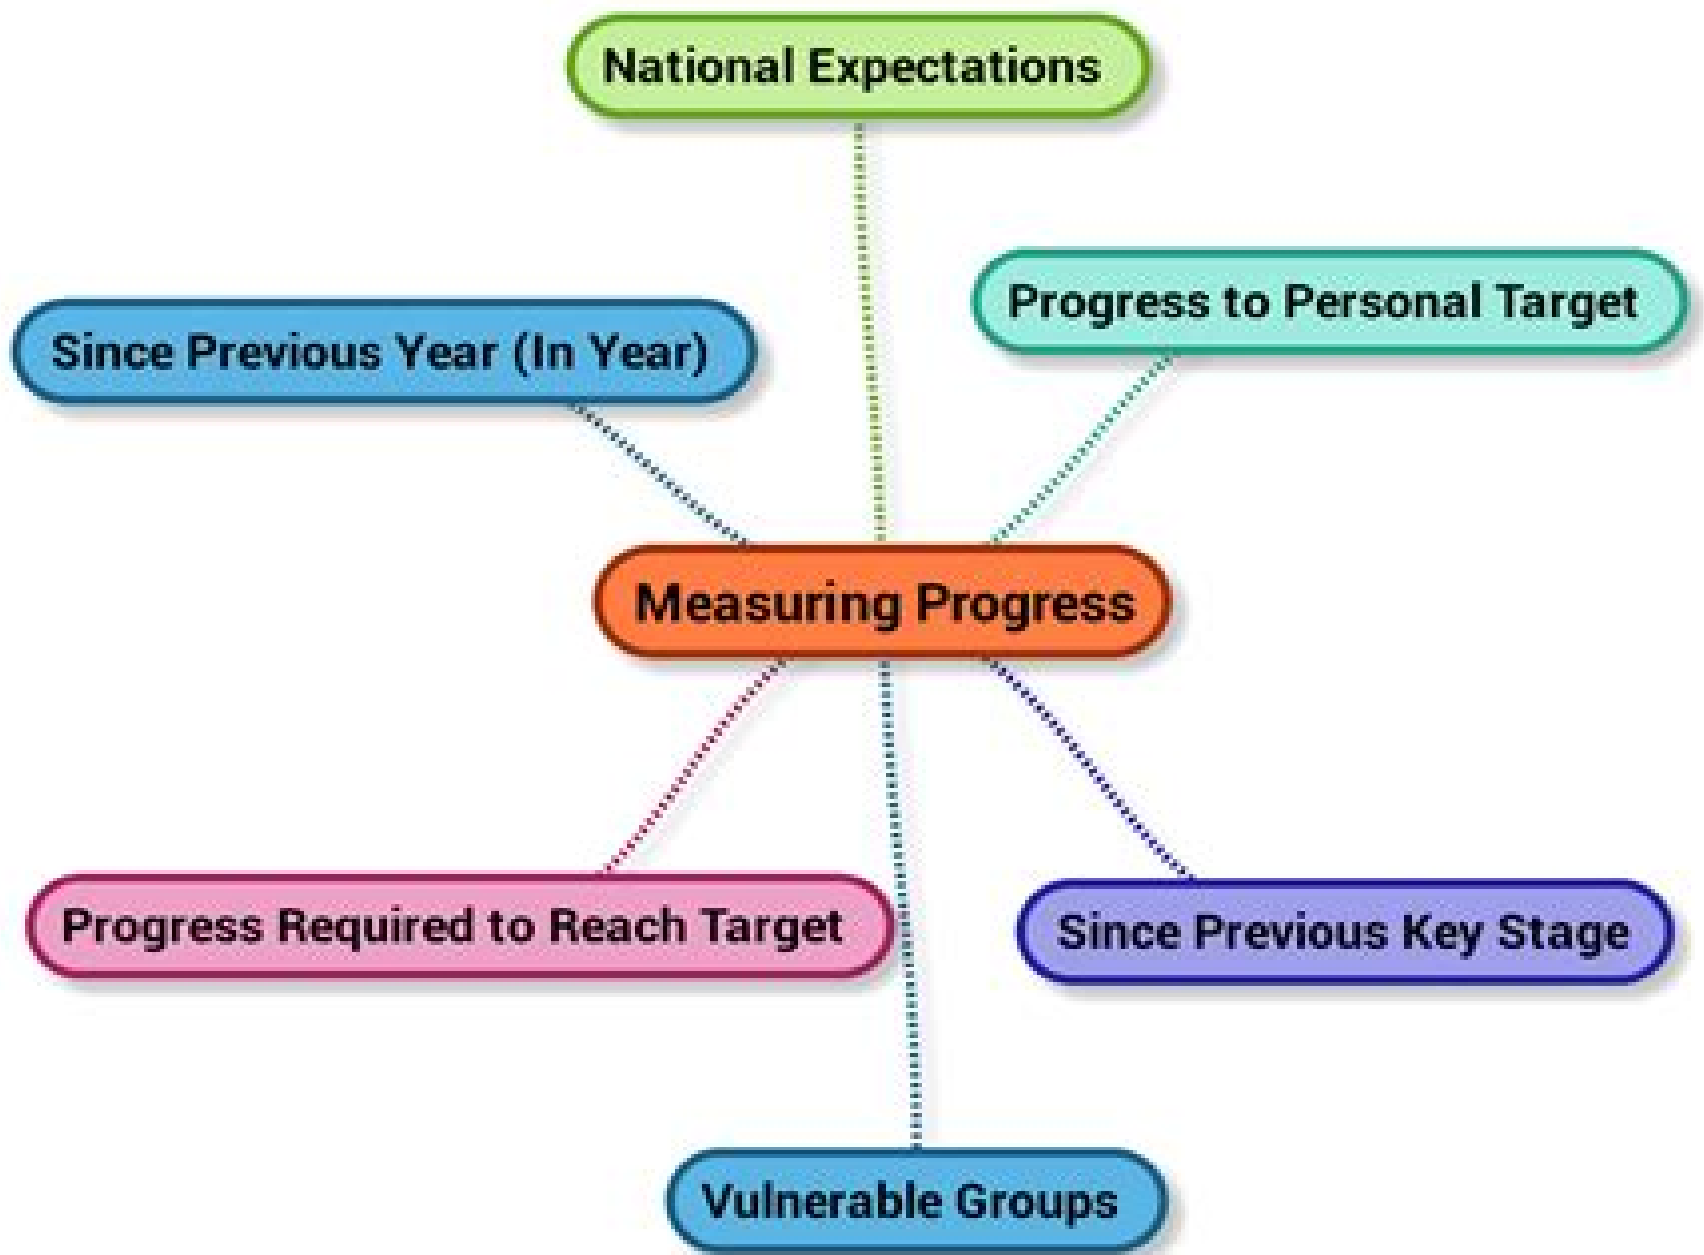 National Expectations
Progress to Personal Target
Since Previous Year (In Year)
Measuring Progress
Progress Required to Reach Target
Since Previous Key Stage
Vulnerable Groups